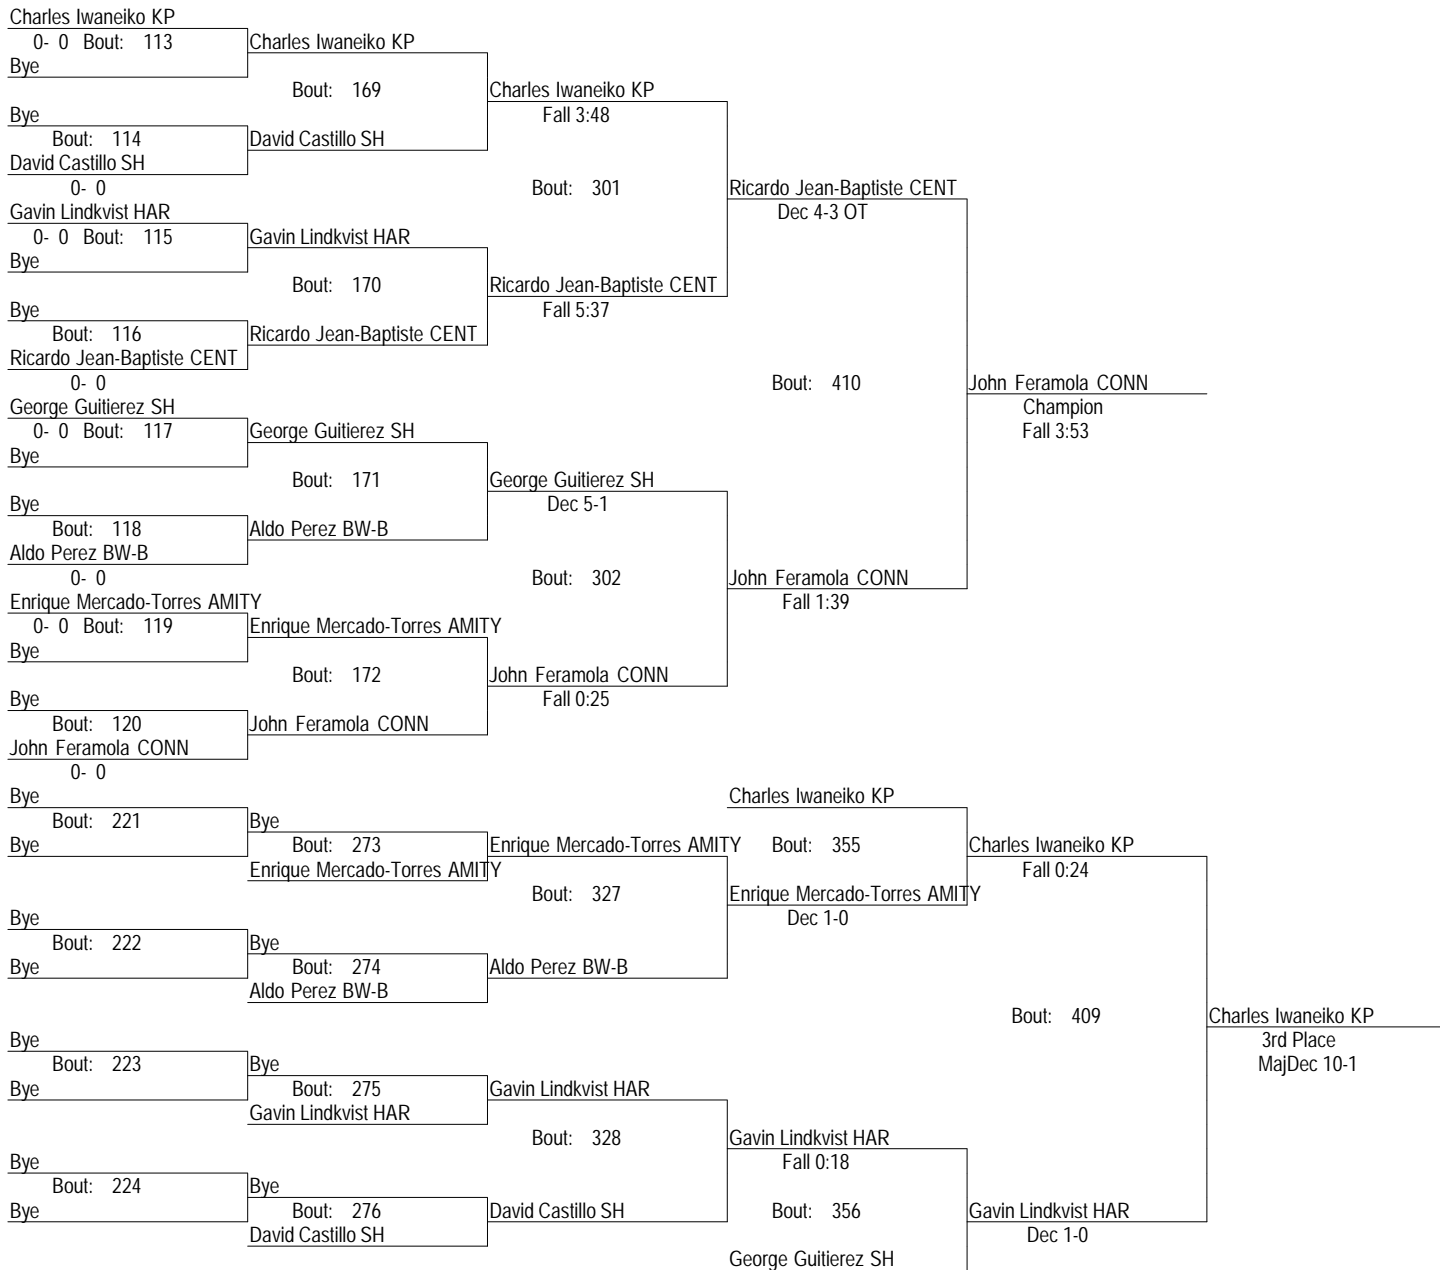 Charles Iwaneiko KP
0- 0 Bout: 113 Charles Iwaneiko KP
Bye
Bout: 169 Charles Iwaneiko KP
Bye Fall 3:48
Bout: 114 David Castillo SH
David Castillo SH
0- 0 Bout: 301 Ricardo Jean-Baptiste CENT
Gavin Lindkvist HAR Dec 4-3 OT
0- 0 Bout: 115 Gavin Lindkvist HAR
Bye
Bout: 170 Ricardo Jean-Baptiste CENT
Bye Fall 5:37
Bout: 116 Ricardo Jean-Baptiste CENT
Ricardo Jean-Baptiste CENT
0- 0 Bout: 410 John Feramola CONN
George Guitierez SH Champion
0- 0 Bout: 117 George Guitierez SH Fall 3:53
Bye
Bout: 171 George Guitierez SH
Bye Dec 5-1
Bout: 118 Aldo Perez BW-B
Aldo Perez BW-B
0- 0 Bout: 302 John Feramola CONN
Enrique Mercado-Torres AMITY Fall 1:39
0- 0 Bout: 119 Enrique Mercado-Torres AMITY
Bye
Bout: 172 John Feramola CONN
Bye Fall 0:25
Bout: 120 John Feramola CONN
John Feramola CONN
0- 0
Bye Charles Iwaneiko KP
Bout: 221 Bye
Bye Bout: 273 Enrique Mercado-Torres AMITY Bout: 355 Charles Iwaneiko KP
Enrique Mercado-Torres AMITY Fall 0:24
Bout: 327 Enrique Mercado-Torres AMITY
Bye Dec 1-0
Bout: 222 Bye
Bye Bout: 274 Aldo Perez BW-B
Aldo Perez BW-B
Bout: 409 Charles Iwaneiko KP
Bye 3rd Place
Bout: 223 Bye MajDec 10-1
Bye Bout: 275 Gavin Lindkvist HAR
Gavin Lindkvist HAR
Bout: 328 Gavin Lindkvist HAR
Bye Fall 0:18
Bout: 224 Bye
Bye Bout: 276 David Castillo SH Bout: 356 Gavin Lindkvist HAR
David Castillo SH Dec 1-0
George Guitierez SH